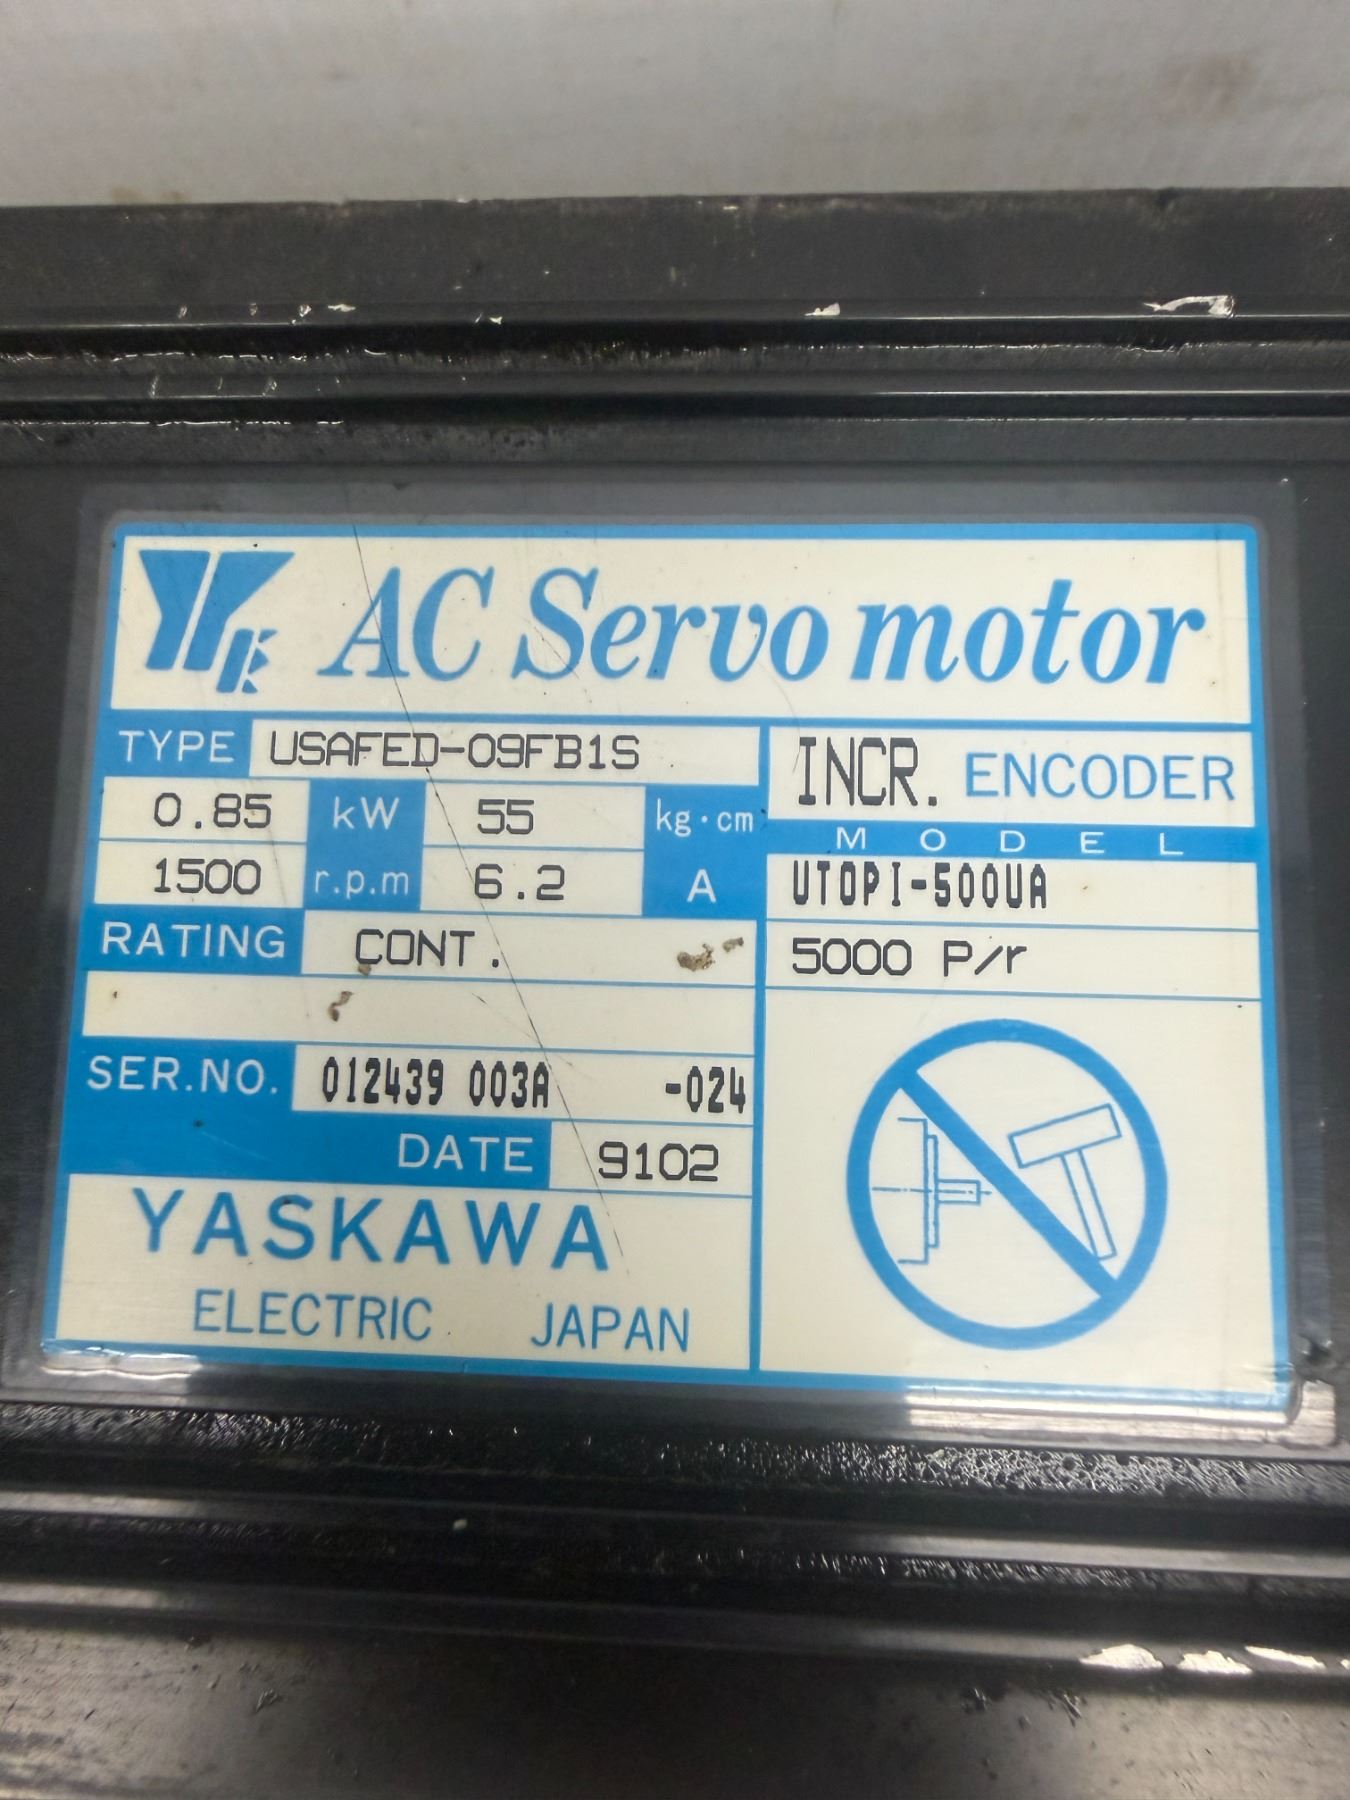 YE AC Servo motor
TYPE USAFED-09FB1S
0.85 kW 55 kg·cm
1500 r.p.m 6.2 A
RATING CONT.
SER.NO. 012439 003A -024
DATE 9102
YASKAWA
ELECTRIC JAPAN
INCR. ENCODER
MODEL
UTOPI-500UA
5000 P/r